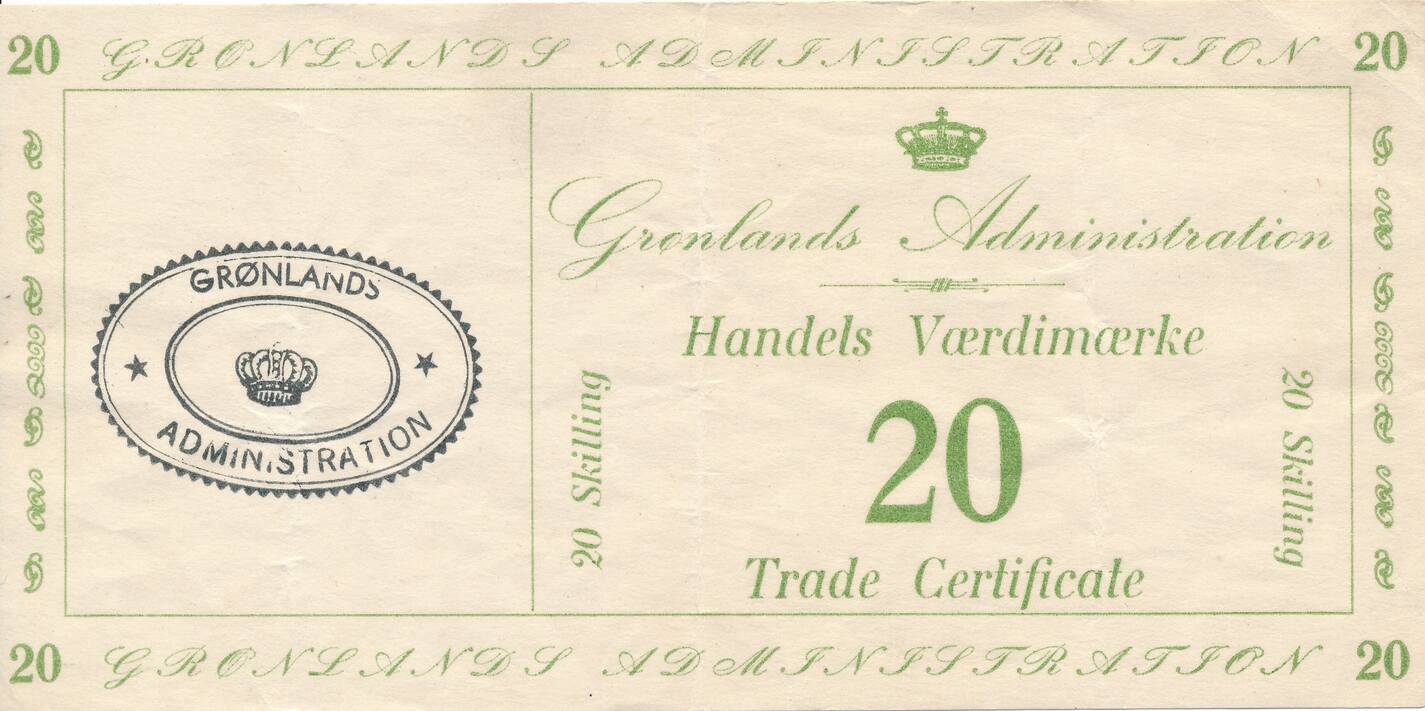 20 GRØNLANDS ADMINISTRATION 20
GRØNLANDS
ADMINISTRATION
Grønlands Administration
Handels Værdimærke
20 Skilling
20
20 Skilling
Trade Certificate
20 GRØNLANDS ADMINISTRATION 20